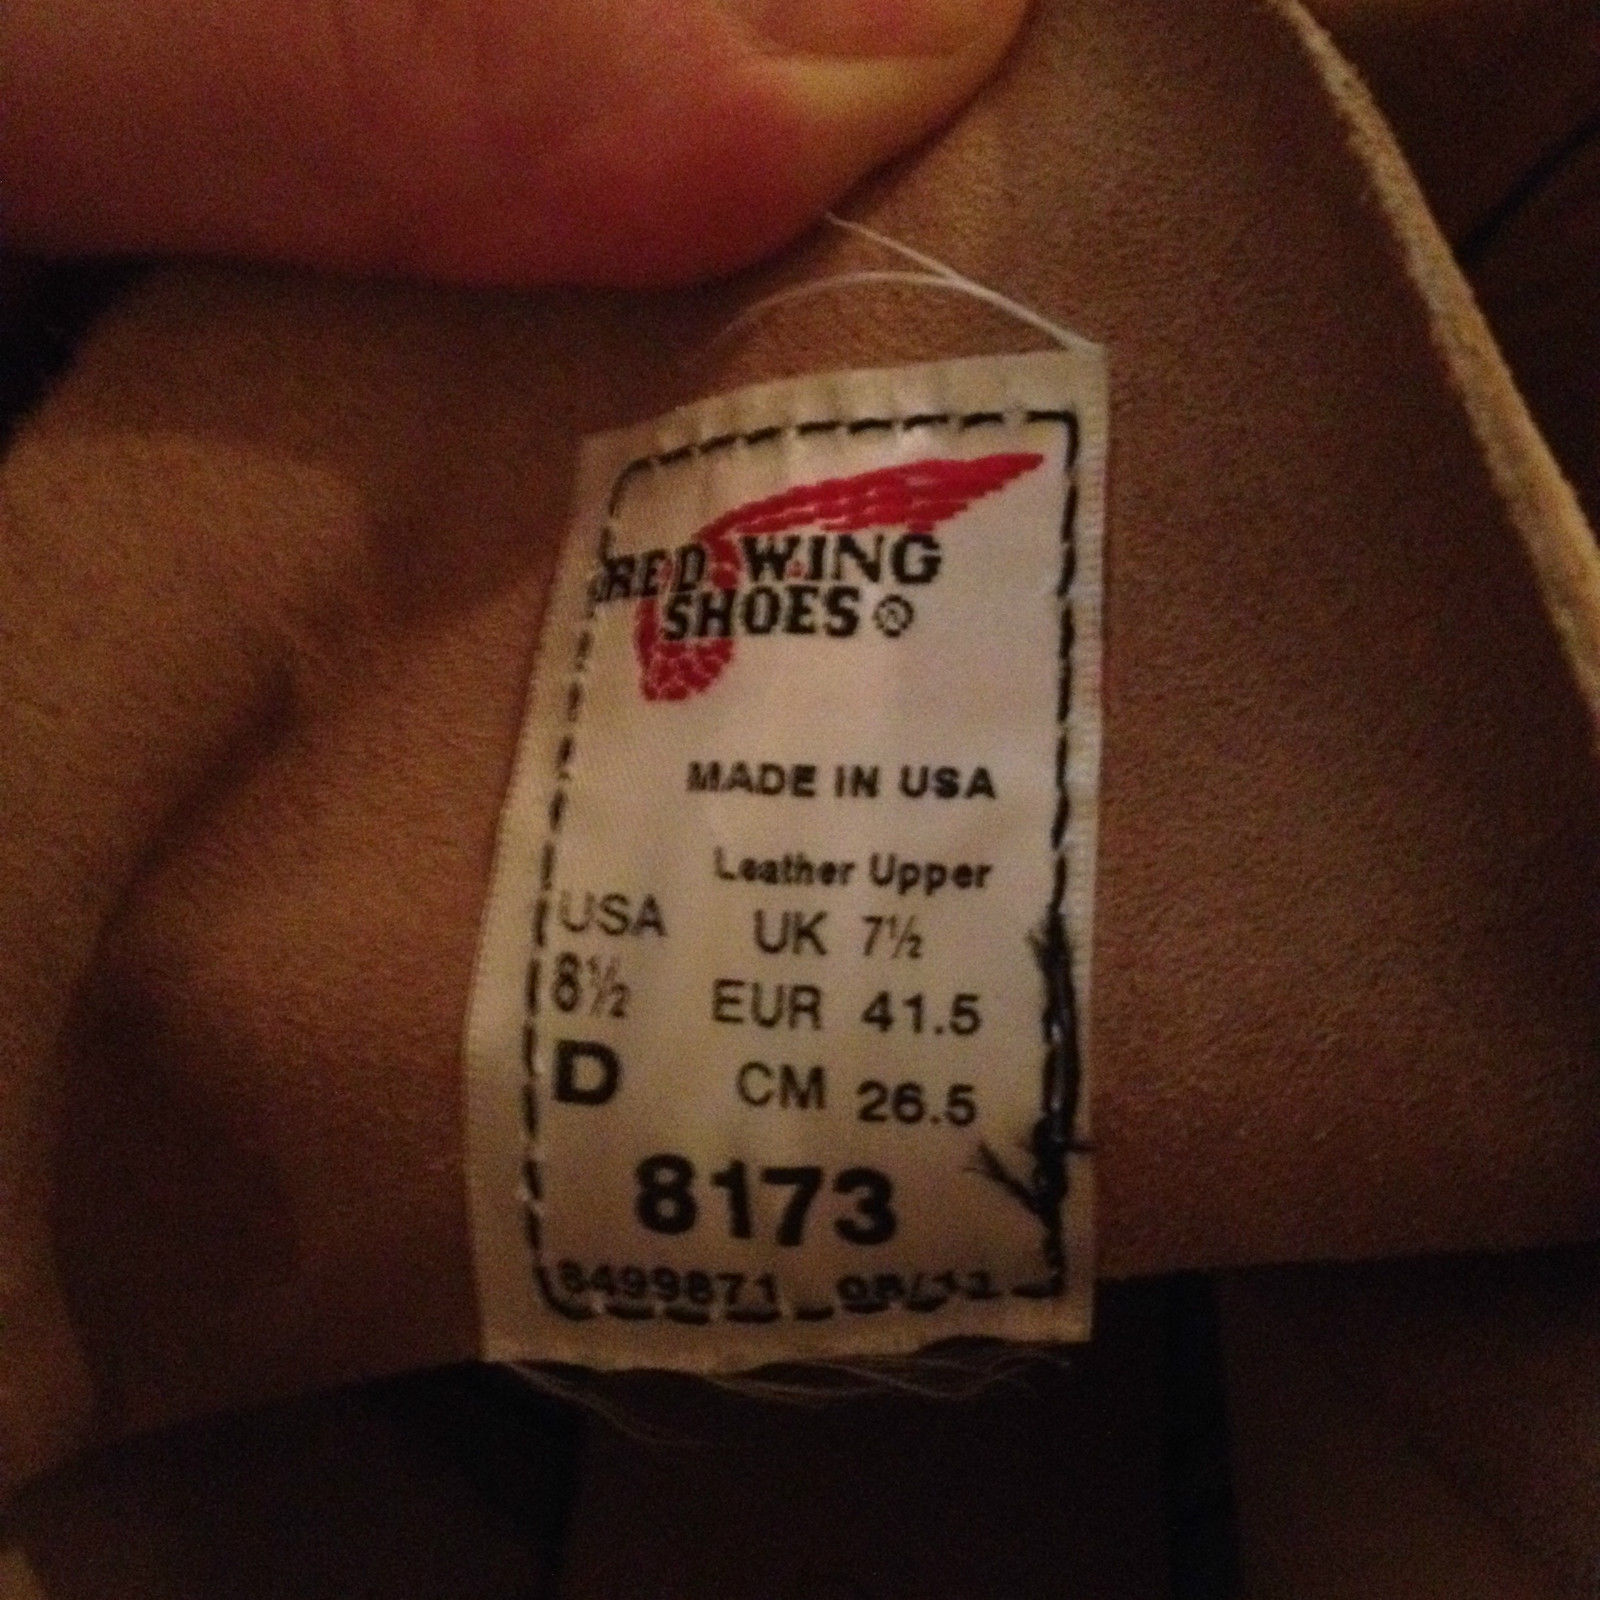 RED WING
SHOES ®
MADE IN USA
Leather Upper
USA UK 7½
8½ EUR 41.5
D CM 26.5
8173
8499871